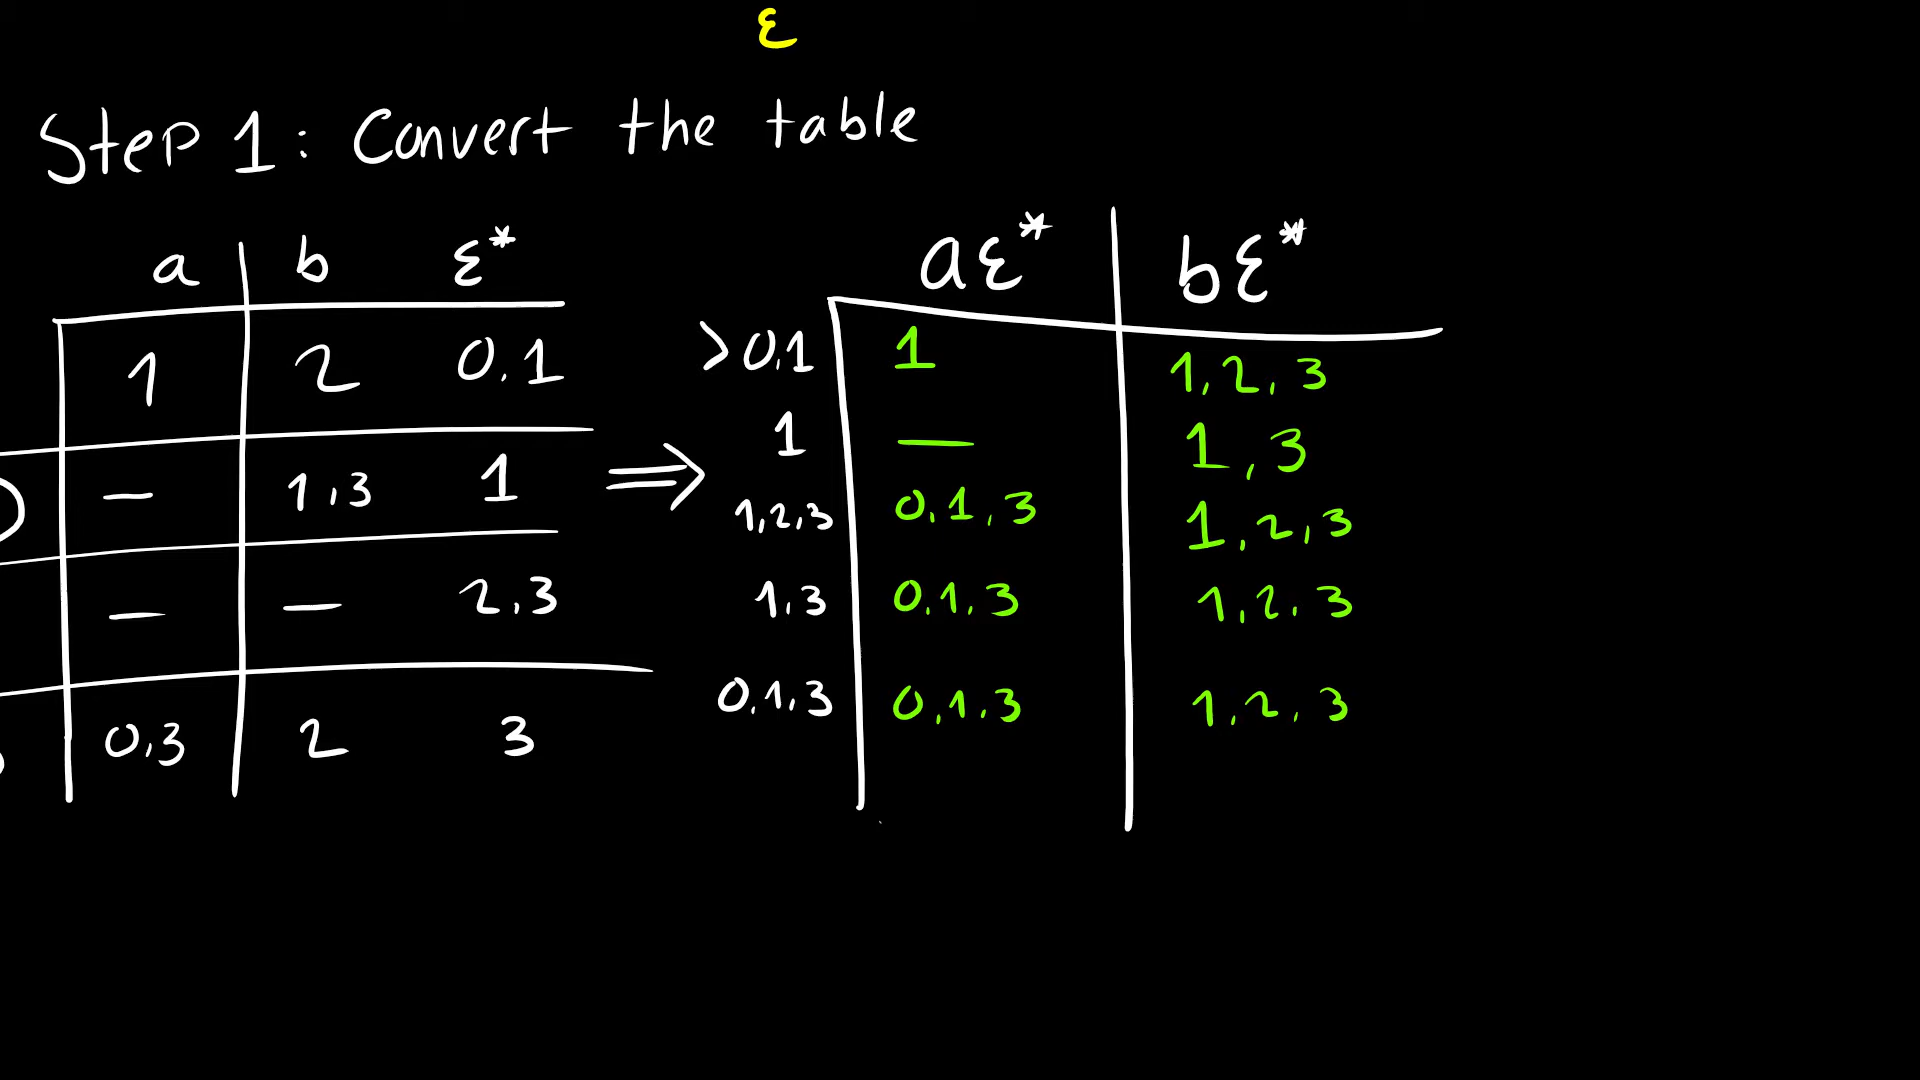 ε
Step 1: Convert the table
a b ε* aε* bε*
1 2 0,1 >0,1 1 1,2,3
1 — 1,3
— 1,3 1 ⇒ 1,2,3 0,1,3 1,2,3
— — 2,3 1,3 0,1,3 1,2,3
0,3 2 3 0,1,3 0,1,3 1,2,3